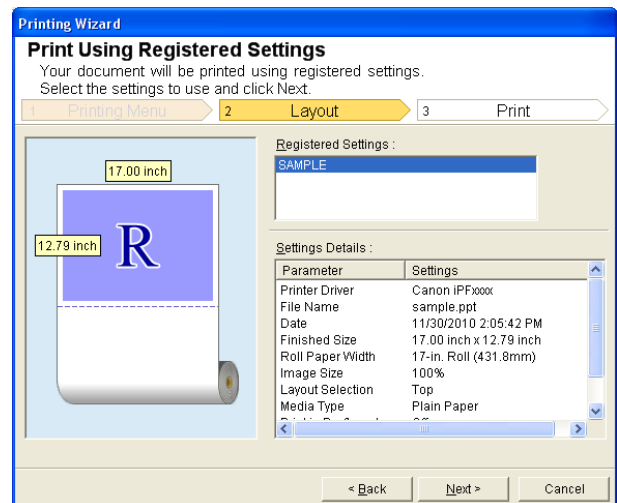 Printing Wizard
Print Using Registered Settings
Your document will be printed using registered settings.
Select the settings to use and click Next.
1 Printing Menu 2 Layout 3 Print
17.00 inch
12.79 inch
R
Registered Settings :
SAMPLE
Settings Details :
Parameter Settings
Printer Driver Canon iPFxxxx
File Name sample.ppt
Date 11/30/2010 2:05:42 PM
Finished Size 17.00 inch x 12.79 inch
Roll Paper Width 17-in. Roll (431.8mm)
Image Size 100%
Layout Selection Top
Media Type Plain Paper
< Back Next > Cancel